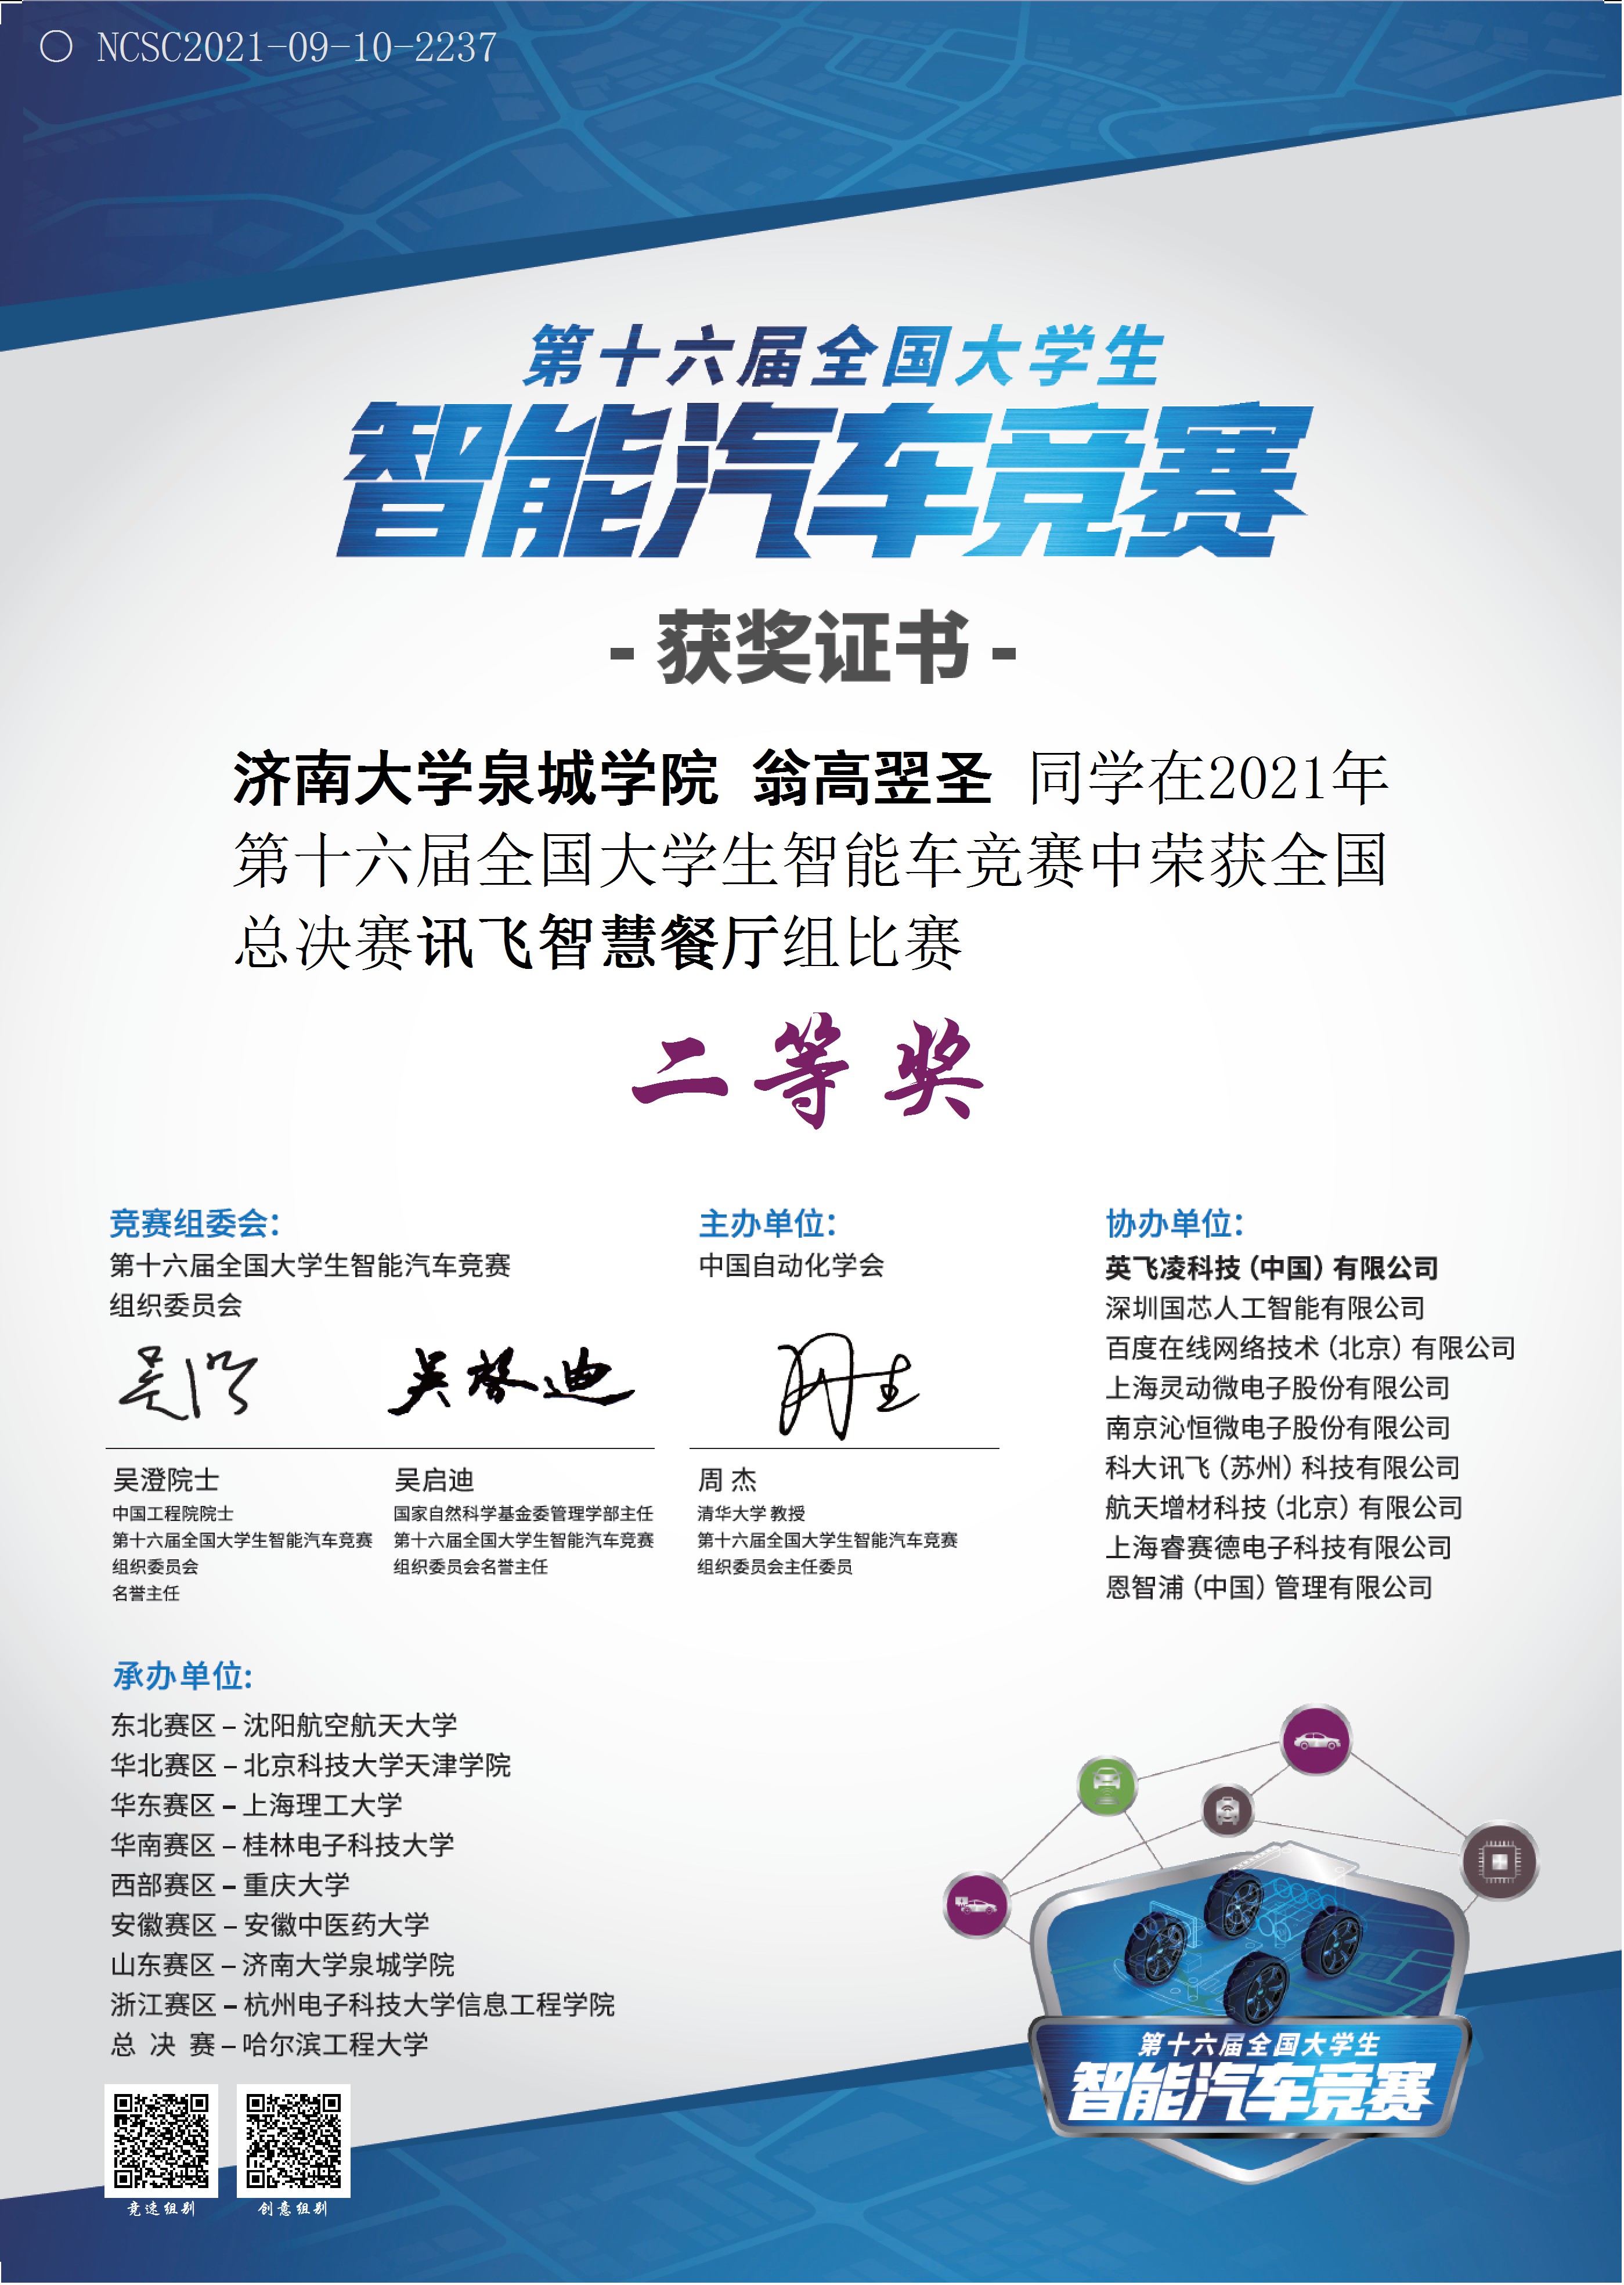 ○ NCSC2021-09-10-2237
第十六届全国大学生
智能汽车竞赛
- 获奖证书 -
济南大学泉城学院 翁高翌圣 同学在2021年
第十六届全国大学生智能车竞赛中荣获全国
总决赛讯飞智慧餐厅组比赛
二等奖
竞赛组委会：
第十六届全国大学生智能汽车竞赛
组织委员会
吴澄
吴启迪
吴澄院士
中国工程院院士
第十六届全国大学生智能汽车竞赛
组织委员会
名誉主任
吴启迪
国家自然科学基金委管理学部主任
第十六届全国大学生智能汽车竞赛
组织委员会名誉主任
主办单位：
中国自动化学会
周杰
周 杰
清华大学 教授
第十六届全国大学生智能汽车竞赛
组织委员会主任委员
协办单位：
英飞凌科技（中国）有限公司
深圳国芯人工智能有限公司
百度在线网络技术（北京）有限公司
上海灵动微电子股份有限公司
南京沁恒微电子股份有限公司
科大讯飞（苏州）科技有限公司
航天增材科技（北京）有限公司
上海睿赛德电子科技有限公司
恩智浦（中国）管理有限公司
承办单位：
东北赛区 – 沈阳航空航天大学
华北赛区 – 北京科技大学天津学院
华东赛区 – 上海理工大学
华南赛区 – 桂林电子科技大学
西部赛区 – 重庆大学
安徽赛区 – 安徽中医药大学
山东赛区 – 济南大学泉城学院
浙江赛区 – 杭州电子科技大学信息工程学院
总 决 赛 – 哈尔滨工程大学
竞速组别
创意组别
第十六届全国大学生
智能汽车竞赛